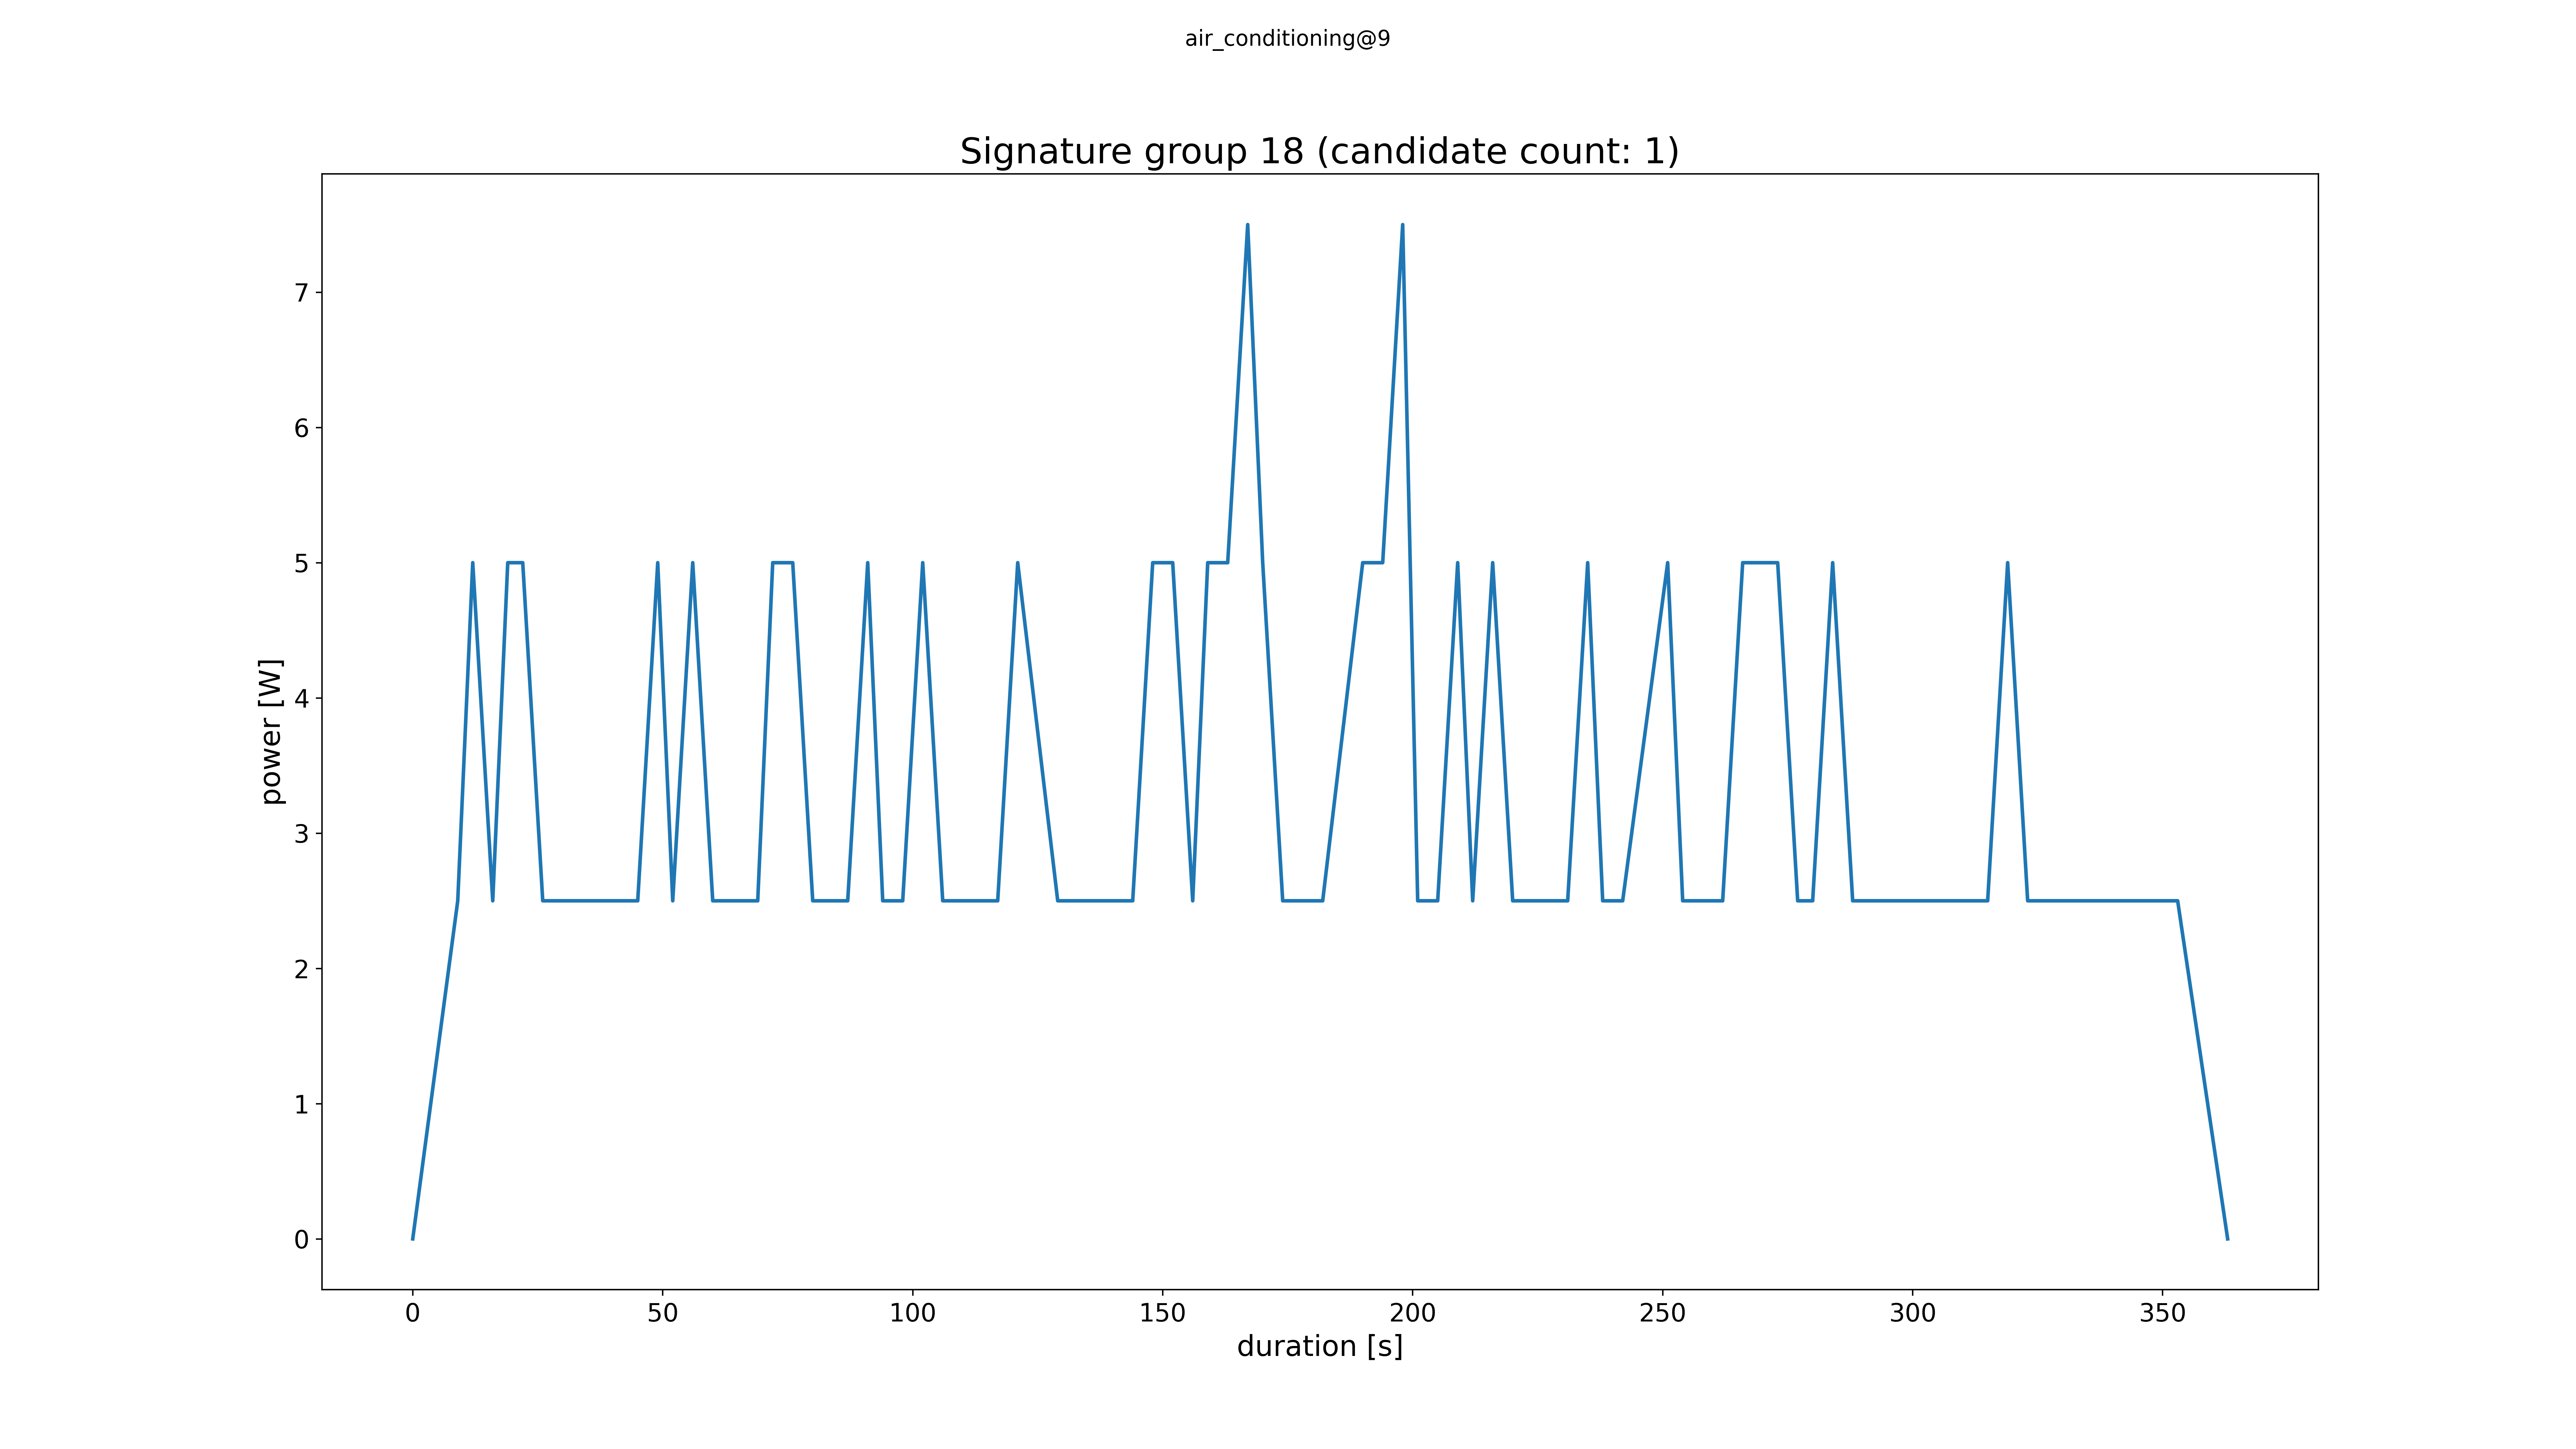 air_conditioning@9
Signature group 18 (candidate count: 1)
7
6
5
4
3
2
1
0
power [W]
0 50 100 150 200 250 300 350
duration [s]